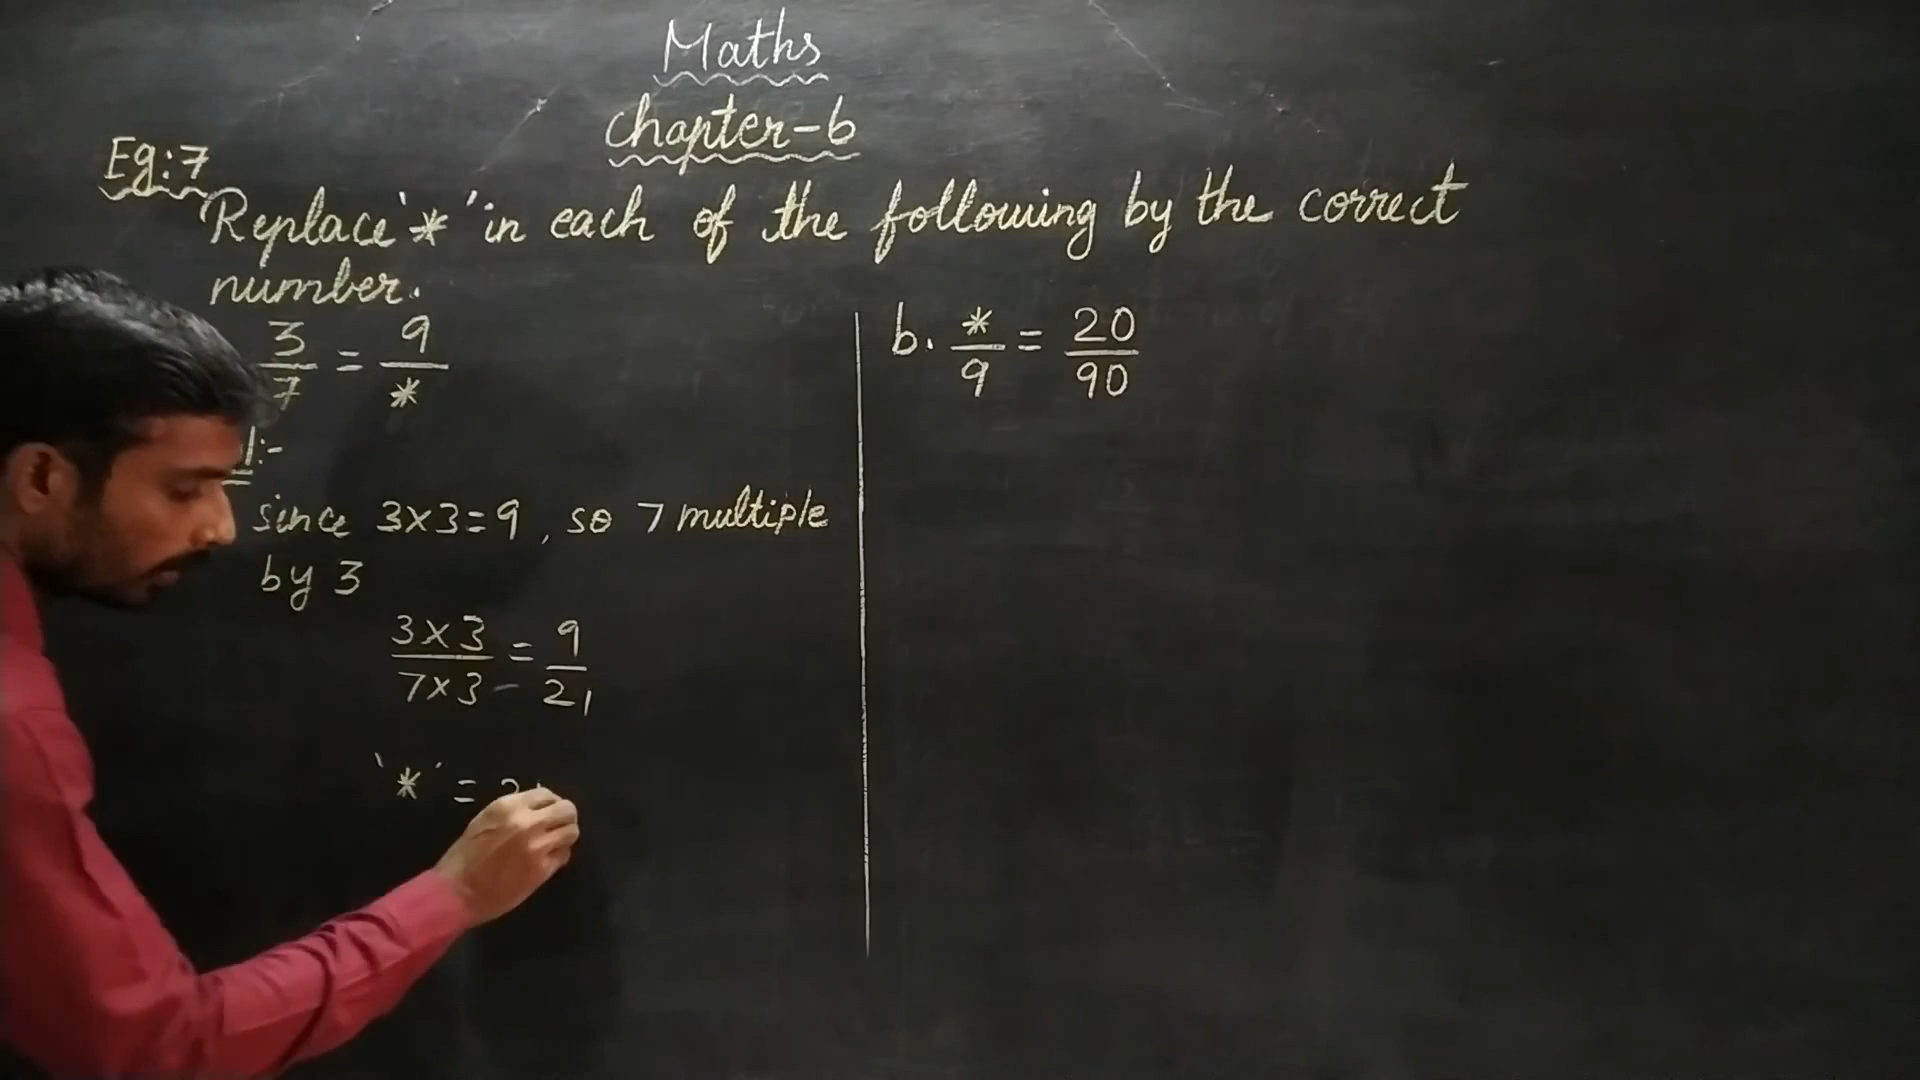 Maths
Chapter-6
Eg:7
Replace '*' in each of the following by the correct
number.
3/7 = 9/*
:-
since 3×3=9, so 7 multiple
by 3
3×3/7×3 = 9/21
'*' =
b. */9 = 20/90